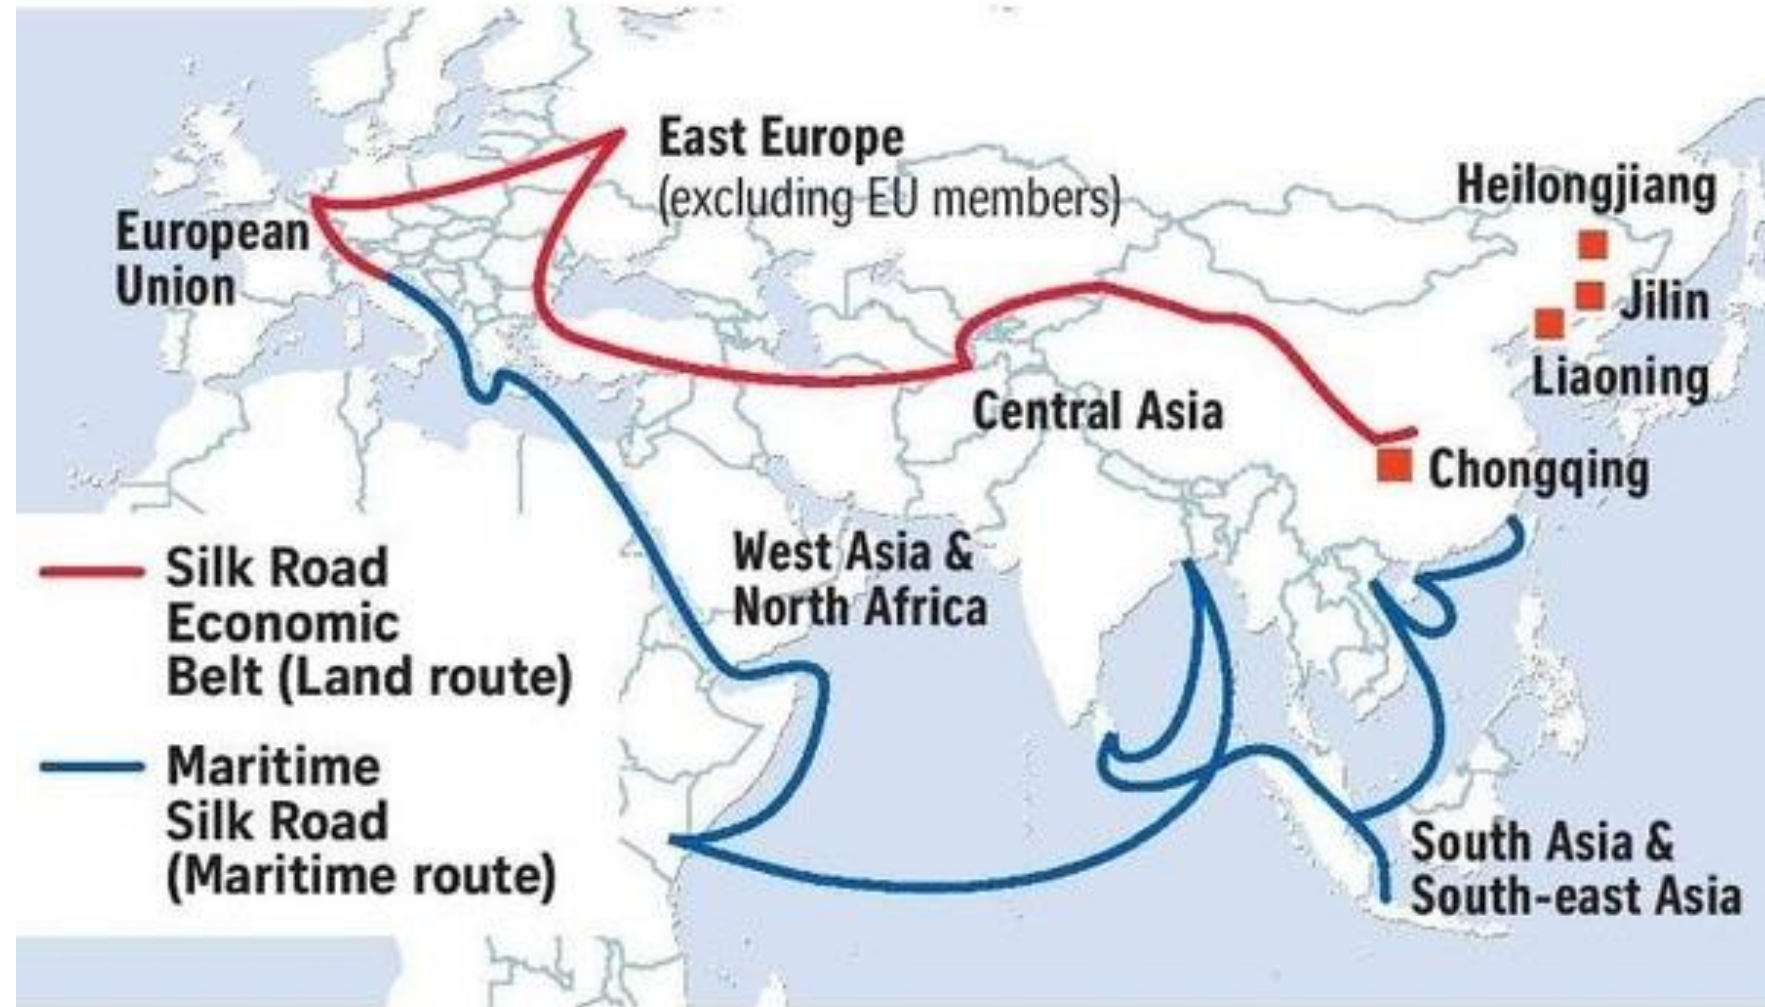 East Europe
(excluding EU members)
Heilongjiang
European
Union
Jilin
Liaoning
Central Asia
Chongqing
West Asia &
North Africa
Silk Road
Economic
Belt (Land route)
Maritime
Silk Road
(Maritime route)
South Asia &
South-east Asia